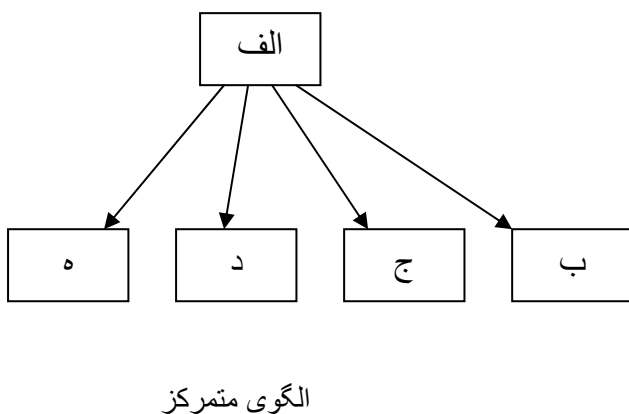 الف
ب
ج
د
ه
الگوی متمرکز